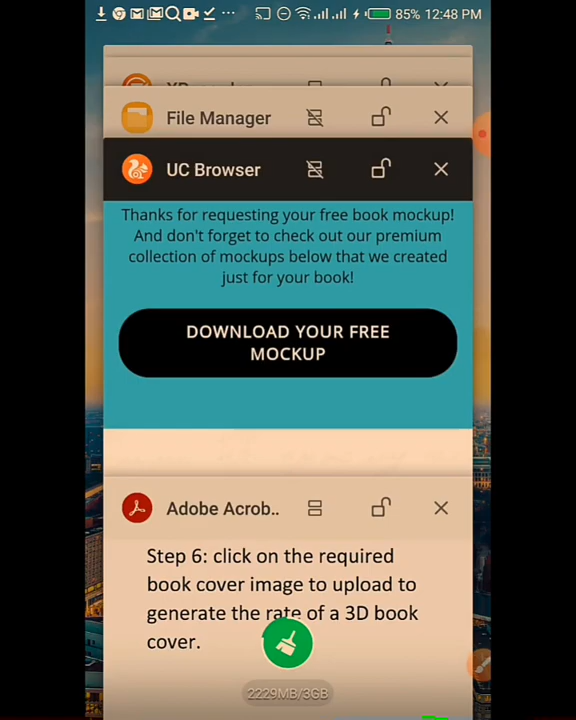 85% 12:48 PM
File Manager
UC Browser
Thanks for requesting your free book mockup!
And don't forget to check out our premium
collection of mockups below that we created
just for your book!
DOWNLOAD YOUR FREE
MOCKUP
Adobe Acrob..
Step 6: click on the required
book cover image to upload to
generate the rate of a 3D book
cover.
2229MB/3GB